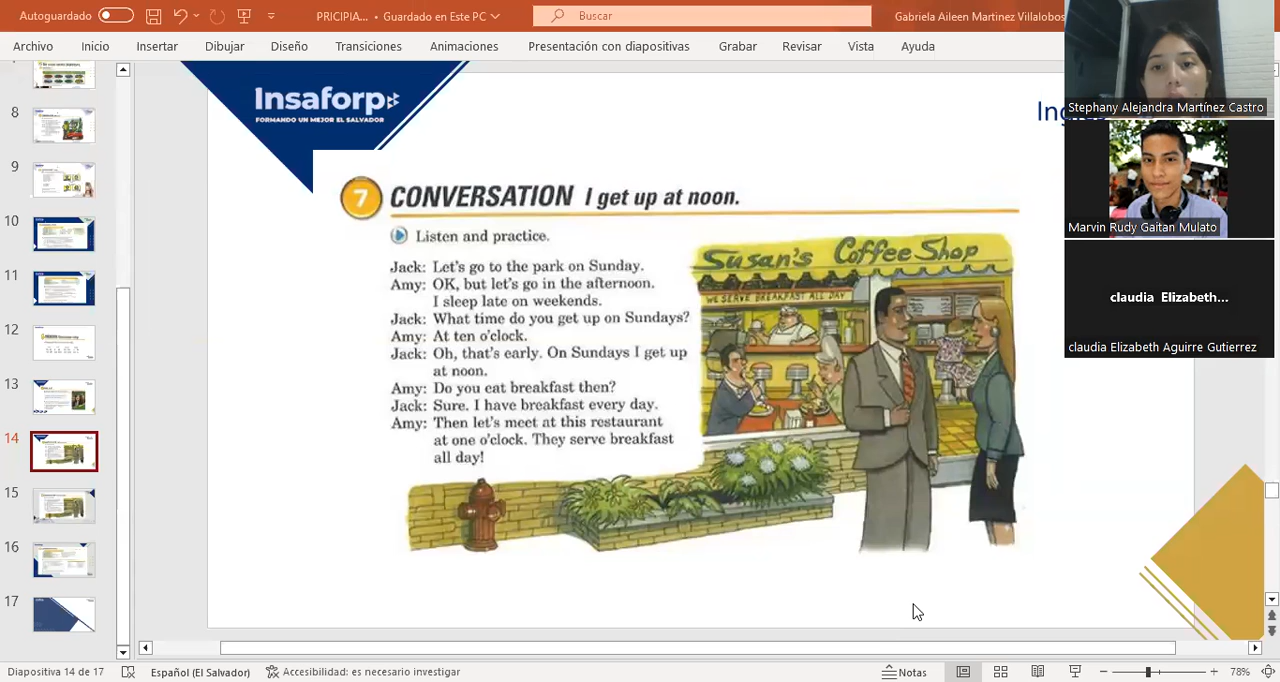 Autoguardado
PRICIPIA... • Guardado en Este PC
Buscar
Gabriela Aileen Martinez Villalobos
Archivo Inicio Insertar Dibujar Diseño Transiciones Animaciones Presentación con diapositivas Grabar Revisar Vista Ayuda
Stephany Alejandra Martínez Castro
Marvin Rudy Gaitan Mulato
claudia Elizabeth...
claudia Elizabeth Aguirre Gutierrez
8
9
10
11
12
13
14
15
16
17
Insaforp
FORMANDO UN MEJOR EL SALVADOR
7 CONVERSATION I get up at noon.
Listen and practice.
Jack: Let's go to the park on Sunday.
Amy: OK, but let's go in the afternoon.
I sleep late on weekends.
Jack: What time do you get up on Sundays?
Amy: At ten o'clock.
Jack: Oh, that's early. On Sundays I get up
at noon.
Amy: Do you eat breakfast then?
Jack: Sure. I have breakfast every day.
Amy: Then let's meet at this restaurant
at one o'clock. They serve breakfast
all day!
Susan's Coffee Shop
WE SERVE BREAKFAST ALL DAY
Diapositiva 14 de 17
Español (El Salvador)
Accesibilidad: es necesario investigar
Notas
78%